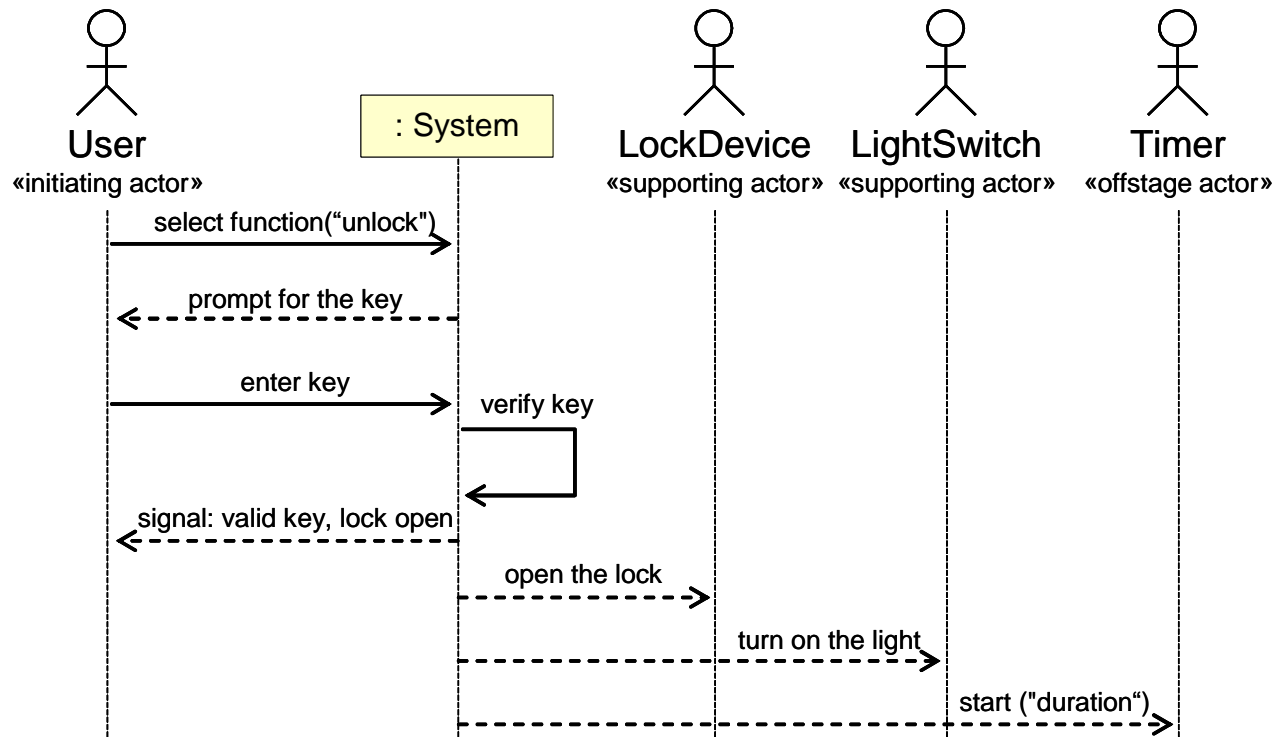 : System
User
LockDevice
LightSwitch
Timer
«initiating actor»
«supporting actor»
«supporting actor»
«offstage actor»
select function(“unlock")
prompt for the key
enter key
verify key
signal: valid key, lock open
open the lock
turn on the light
start ("duration“)